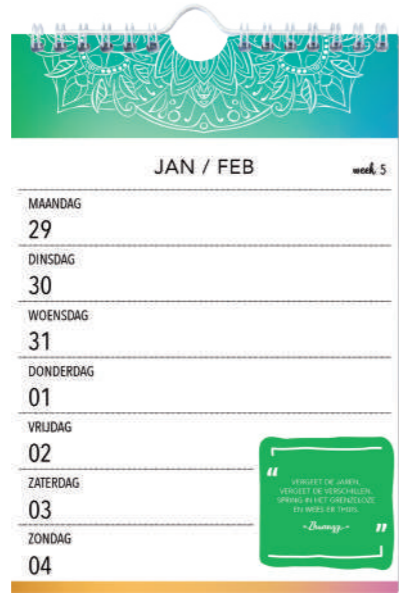 JAN / FEB
week 5
MAANDAG
29
DINSDAG
30
WOENSDAG
31
DONDERDAG
01
VRIJDAG
02
ZATERDAG
03
ZONDAG
04
“
VERGEET DE JAREN,
VERGEET DE VERSCHILLEN,
SPRING IN HET GRENZELOZE
EN WEES ER THUIS.
”